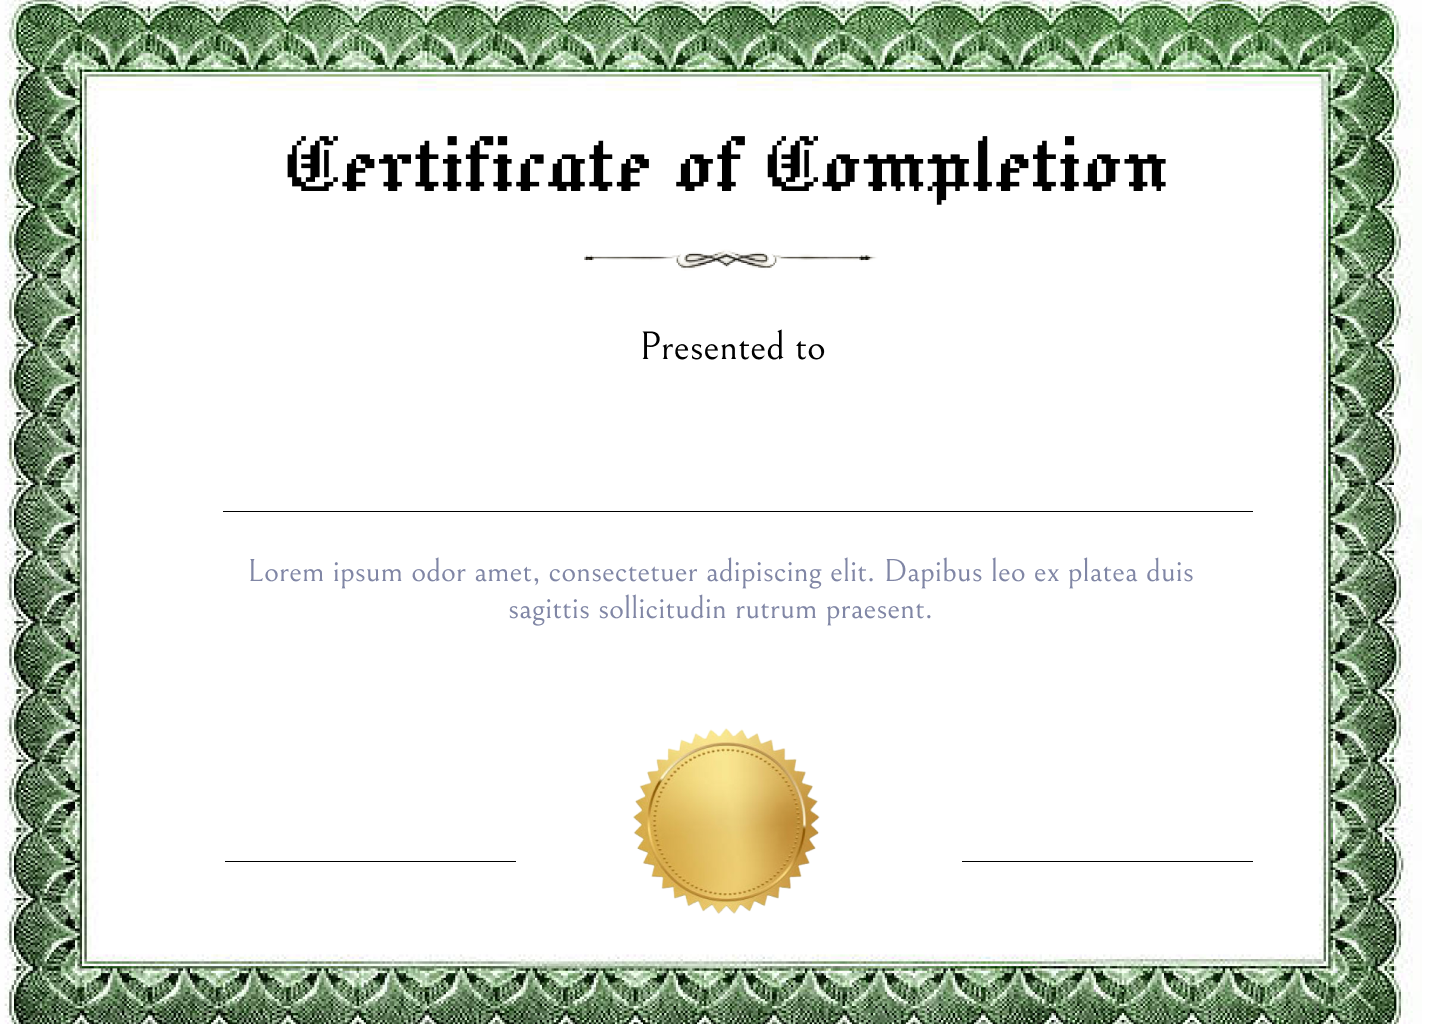 Certificate of Completion
Presented to
Lorem ipsum odor amet, consectetuer adipiscing elit. Dapibus leo ex platea duis
sagittis sollicitudin rutrum praesent.